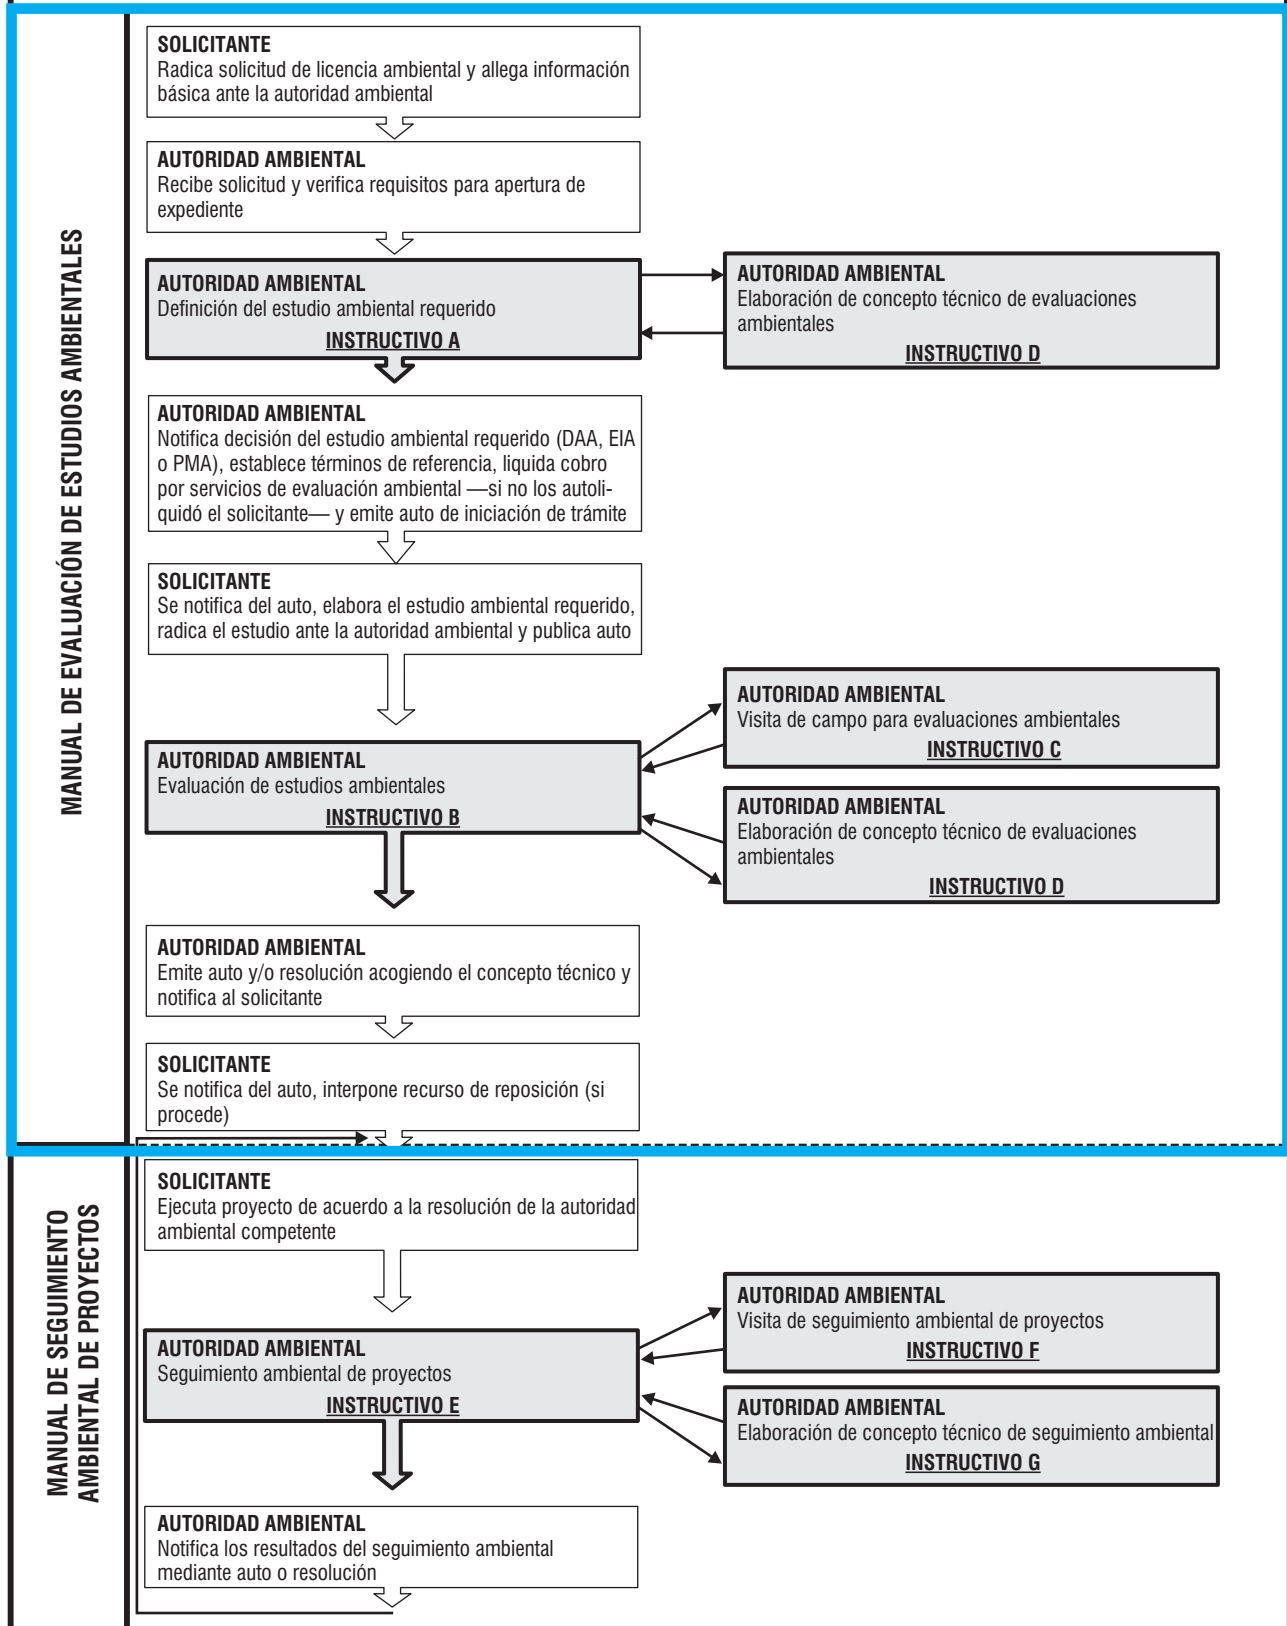 MANUAL DE EVALUACIÓN DE ESTUDIOS AMBIENTALES
SOLICITANTE
Radica solicitud de licencia ambiental y allega información
básica ante la autoridad ambiental
AUTORIDAD AMBIENTAL
Recibe solicitud y verifica requisitos para apertura de
expediente
AUTORIDAD AMBIENTAL
Definición del estudio ambiental requerido
INSTRUCTIVO A
AUTORIDAD AMBIENTAL
Elaboración de concepto técnico de evaluaciones
ambientales
INSTRUCTIVO D
AUTORIDAD AMBIENTAL
Notifica decisión del estudio ambiental requerido (DAA, EIA
o PMA), establece términos de referencia, liquida cobro
por servicios de evaluación ambiental —si no los autoli-
quidó el solicitante— y emite auto de iniciación de trámite
SOLICITANTE
Se notifica del auto, elabora el estudio ambiental requerido,
radica el estudio ante la autoridad ambiental y publica auto
AUTORIDAD AMBIENTAL
Evaluación de estudios ambientales
INSTRUCTIVO B
AUTORIDAD AMBIENTAL
Visita de campo para evaluaciones ambientales
INSTRUCTIVO C
AUTORIDAD AMBIENTAL
Elaboración de concepto técnico de evaluaciones
ambientales
INSTRUCTIVO D
AUTORIDAD AMBIENTAL
Emite auto y/o resolución acogiendo el concepto técnico y
notifica al solicitante
SOLICITANTE
Se notifica del auto, interpone recurso de reposición (si
procede)
MANUAL DE SEGUIMIENTO
AMBIENTAL DE PROYECTOS
SOLICITANTE
Ejecuta proyecto de acuerdo a la resolución de la autoridad
ambiental competente
AUTORIDAD AMBIENTAL
Seguimiento ambiental de proyectos
INSTRUCTIVO E
AUTORIDAD AMBIENTAL
Visita de seguimiento ambiental de proyectos
INSTRUCTIVO F
AUTORIDAD AMBIENTAL
Elaboración de concepto técnico de seguimiento ambiental
INSTRUCTIVO G
AUTORIDAD AMBIENTAL
Notifica los resultados del seguimiento ambiental
mediante auto o resolución